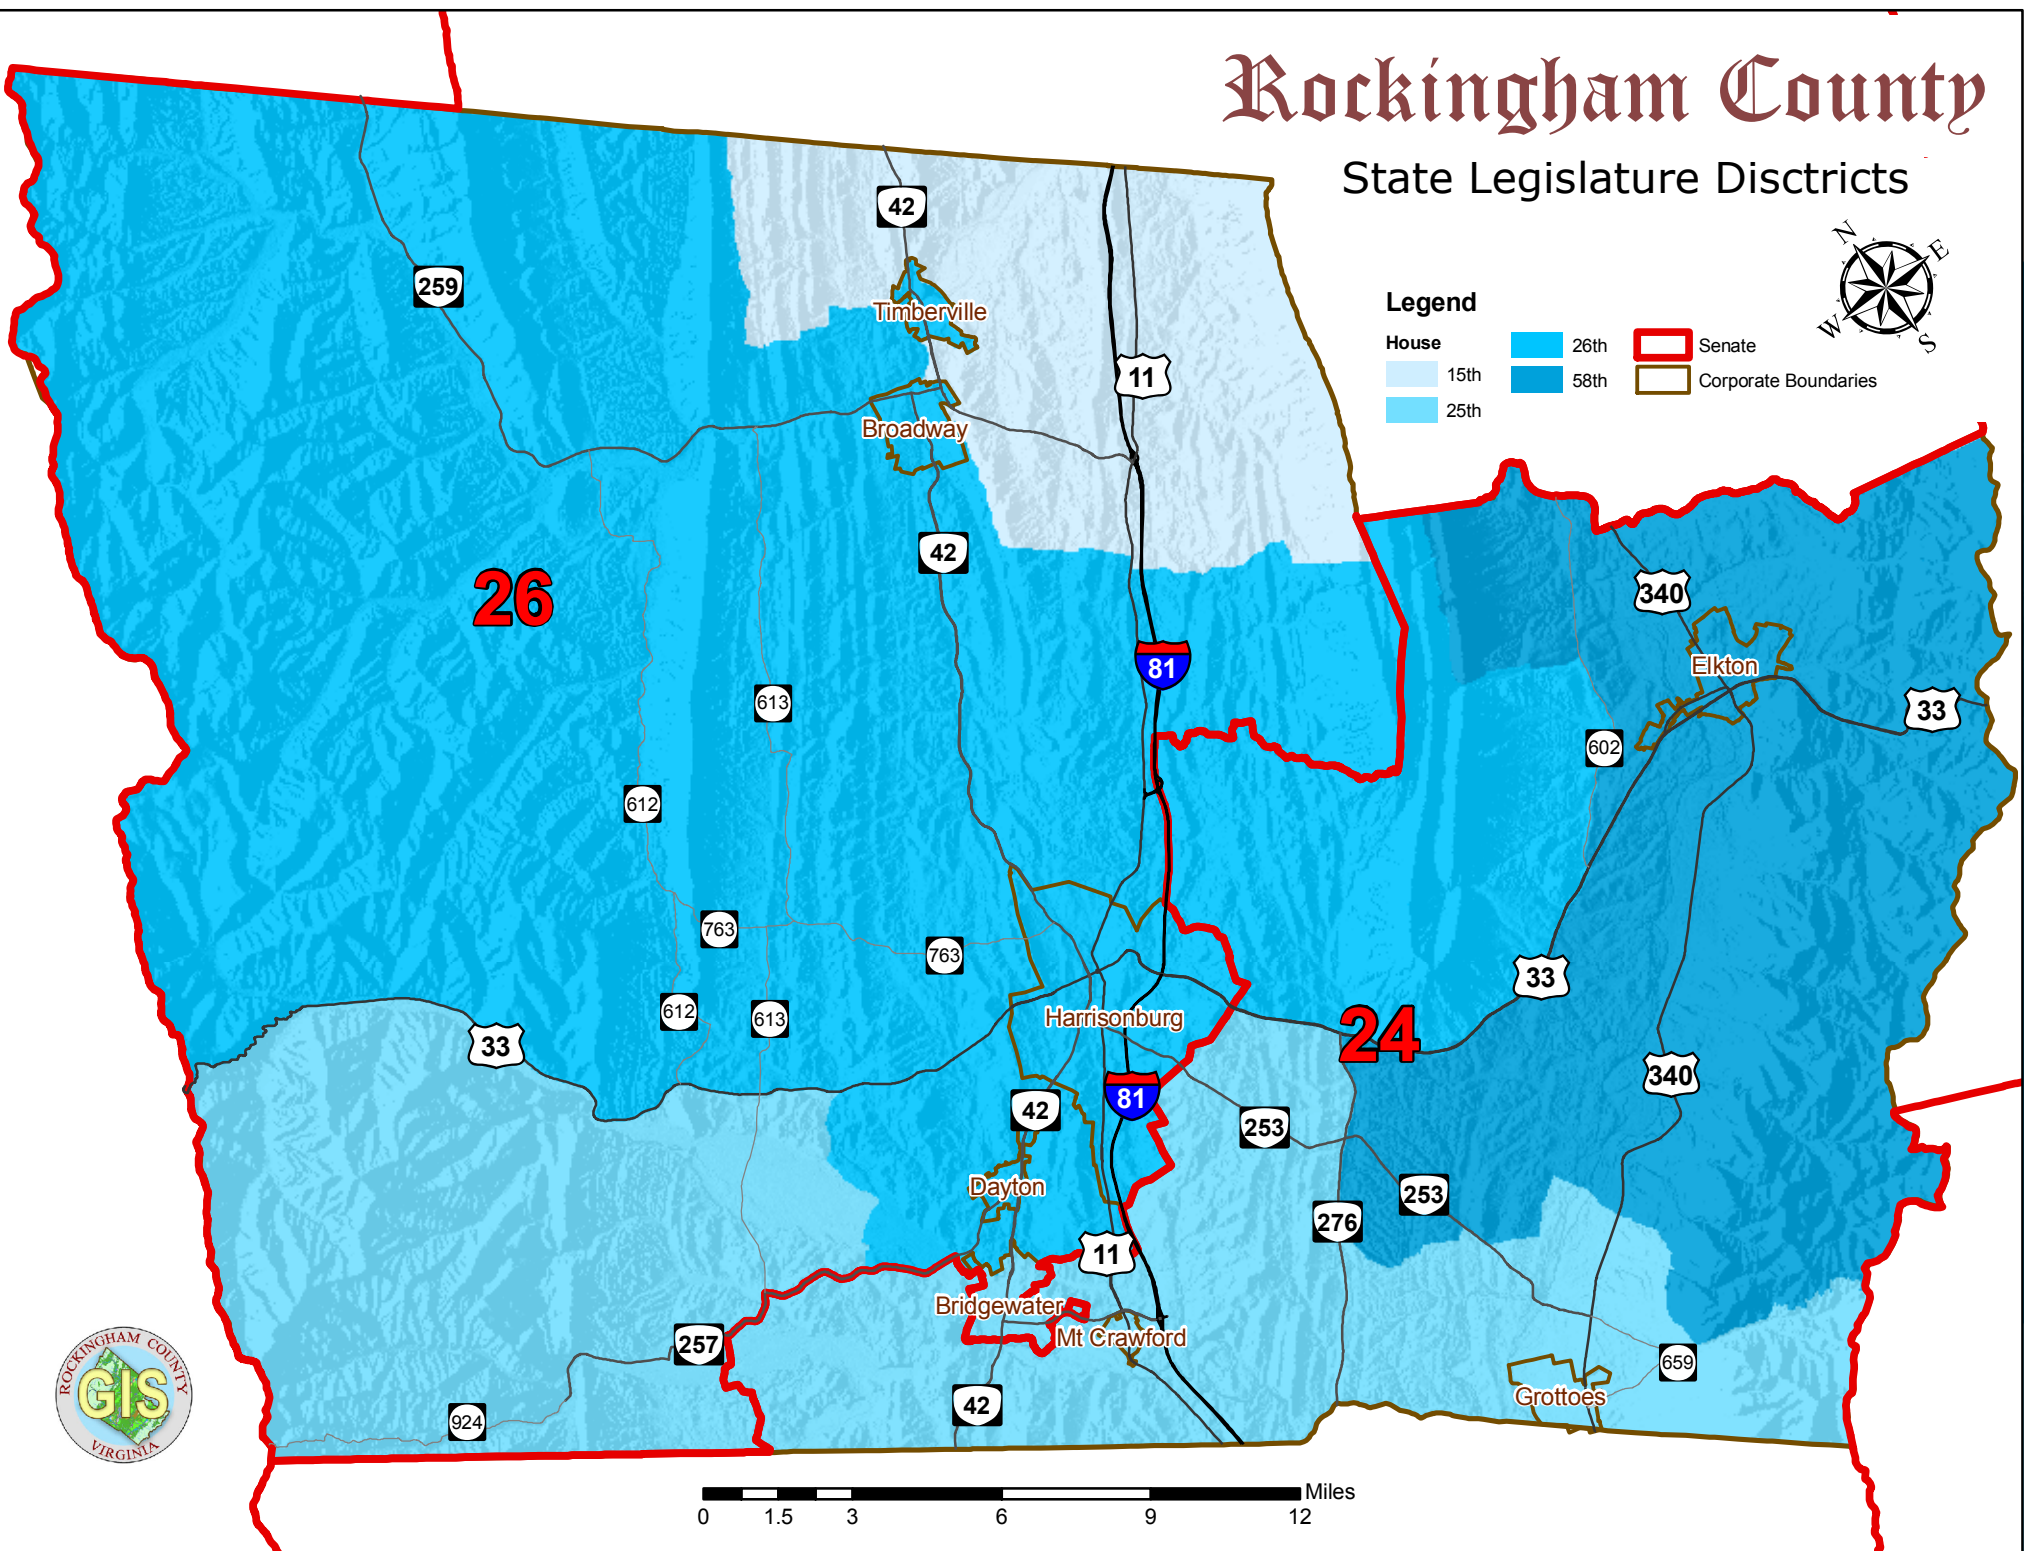 Rockingham County
State Legislature Disctricts
N
E
W
S
Legend
House
15th
25th
26th
58th
Senate
Corporate Boundaries
42
259
Timberville
11
Broadway
42
26
340
81
Elkton
613
33
602
612
763
763
33
612
613
Harrisonburg
24
33
340
81
42
253
Dayton
253
276
11
Bridgewater
Mt Crawford
257
659
Grottoes
42
924
ROCKINGHAM COUNTY
GIS
VIRGINIA
Miles
0 1.5 3 6 9 12